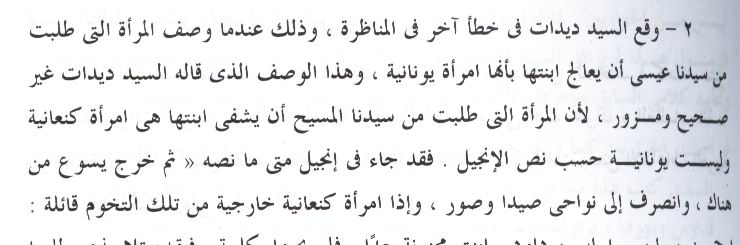 ٢ – وقع السيد ديدات فى خطأ آخر فى المناظرة ، وذلك عندما وصف المرأة التى طلبت
من سيدنا عيسى أن يعالج ابنتها بأنها امرأة يونانية ، وهذا الوصف الذى قاله السيد ديدات غير
صحيح ومزور ، لأن المرأة التى طلبت من سيدنا المسيح أن يشفى ابنتها هى امرأة كنعانية
وليست يونانية حسب نص الإنجيل . فقد جاء فى إنجيل متى ما نصه « ثم خرج يسوع من
هناك ، وانصرف إلى نواحى صيدا وصور ، وإذا امرأة كنعانية خارجية من تلك التخوم قائلة :